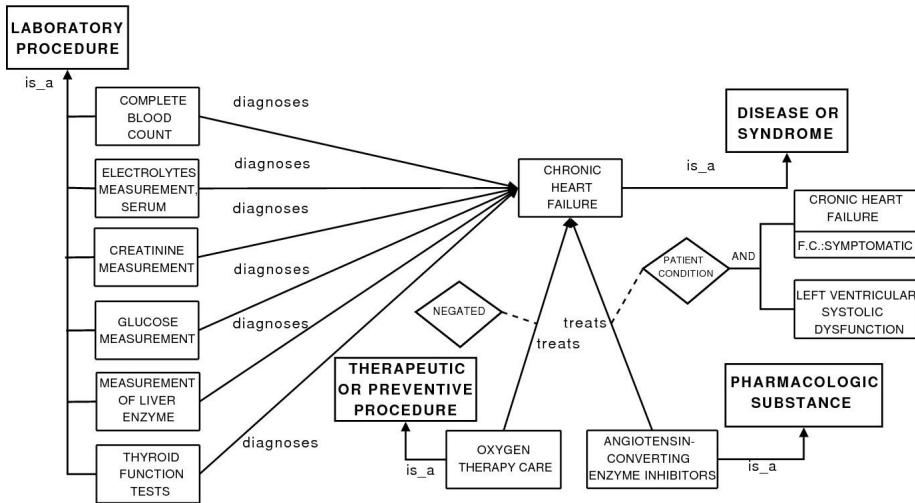 LABORATORY
PROCEDURE
is_a
COMPLETE
BLOOD
COUNT
diagnoses
ELECTROLYTES
MEASUREMENT,
SERUM
diagnoses
CREATININE
MEASUREMENT
diagnoses
GLUCOSE
MEASUREMENT
diagnoses
MEASUREMENT
OF LIVER
ENZYME
diagnoses
THYROID
FUNCTION
TESTS
diagnoses
CHRONIC
HEART
FAILURE
is_a
DISEASE OR
SYNDROME
CRONIC HEART
FAILURE
F.C.:SYMPTOMATIC
PATIENT
CONDITION
AND
LEFT VENTRICULAR
SYSTOLIC
DYSFUNCTION
NEGATED
treats
treats
THERAPEUTIC
OR PREVENTIVE
PROCEDURE
is_a
OXYGEN
THERAPY CARE
ANGIOTENSIN-
CONVERTING
ENZYME INHIBITORS
is_a
PHARMACOLOGIC
SUBSTANCE